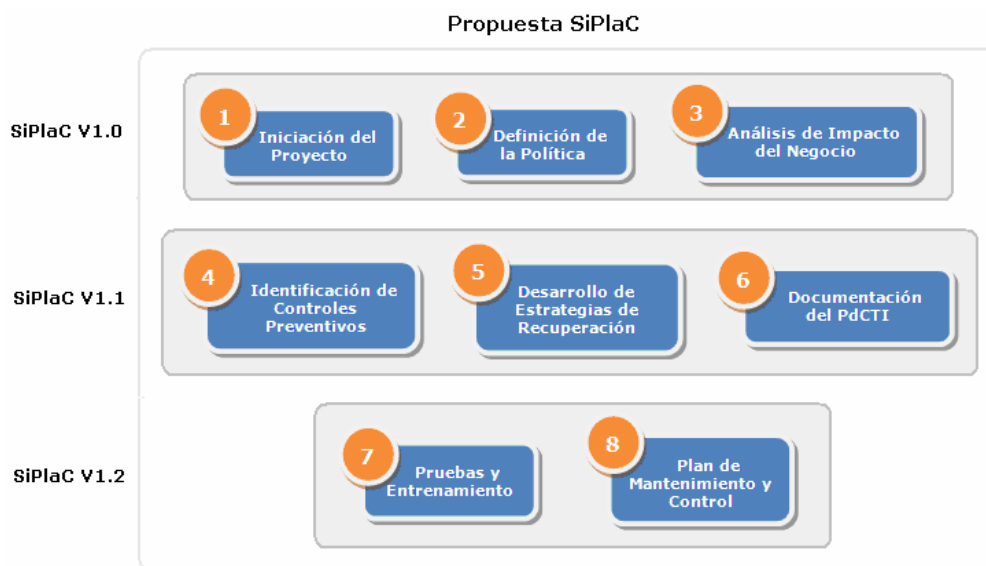 Propuesta SiPlaC
SiPlaC V1.0
1
Iniciación del
Proyecto
2
Definición de
la Política
3
Análisis de Impacto
del Negocio
SiPlaC V1.1
4
Identificación de
Controles
Preventivos
5
Desarrollo de
Estrategias de
Recuperación
6
Documentación
del PdCTI
SiPlaC V1.2
7
Pruebas y
Entrenamiento
8
Plan de
Mantenimiento y
Control